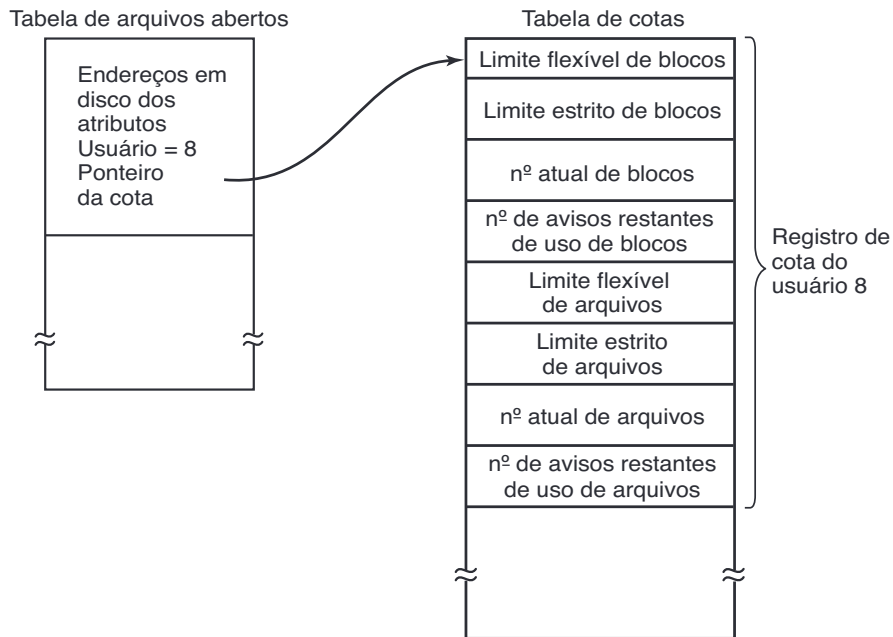 Tabela de arquivos abertos
Endereços em
disco dos
atributos
Usuário = 8
Ponteiro
da cota
Tabela de cotas
Limite flexível de blocos
Limite estrito de blocos
nº atual de blocos
nº de avisos restantes
de uso de blocos
Limite flexível
de arquivos
Limite estrito
de arquivos
nº atual de arquivos
nº de avisos restantes
de uso de arquivos
Registro de
cota do
usuário 8